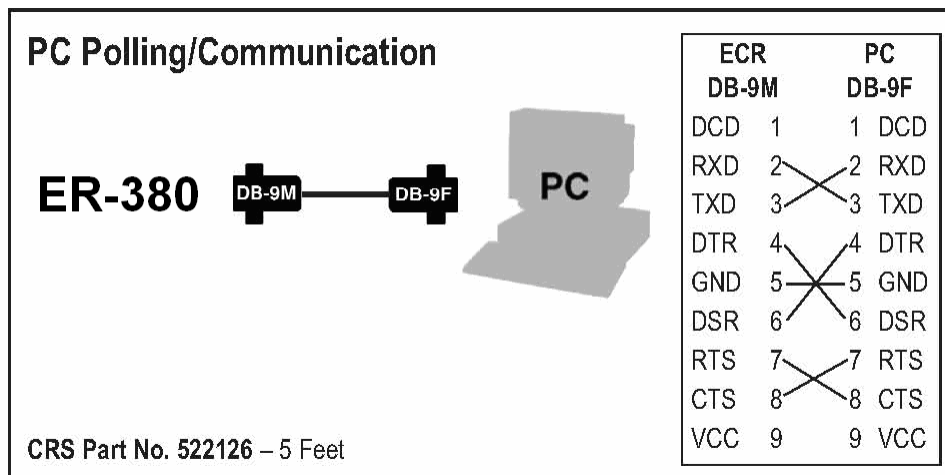 PC Polling/Communication
ER-380
DB-9M
DB-9F
PC
CRS Part No. 522126 – 5 Feet
ECR PC
DB-9M DB-9F
DCD 1 1 DCD
RXD 2 2 RXD
TXD 3 3 TXD
DTR 4 4 DTR
GND 5 5 GND
DSR 6 6 DSR
RTS 7 7 RTS
CTS 8 8 CTS
VCC 9 9 VCC